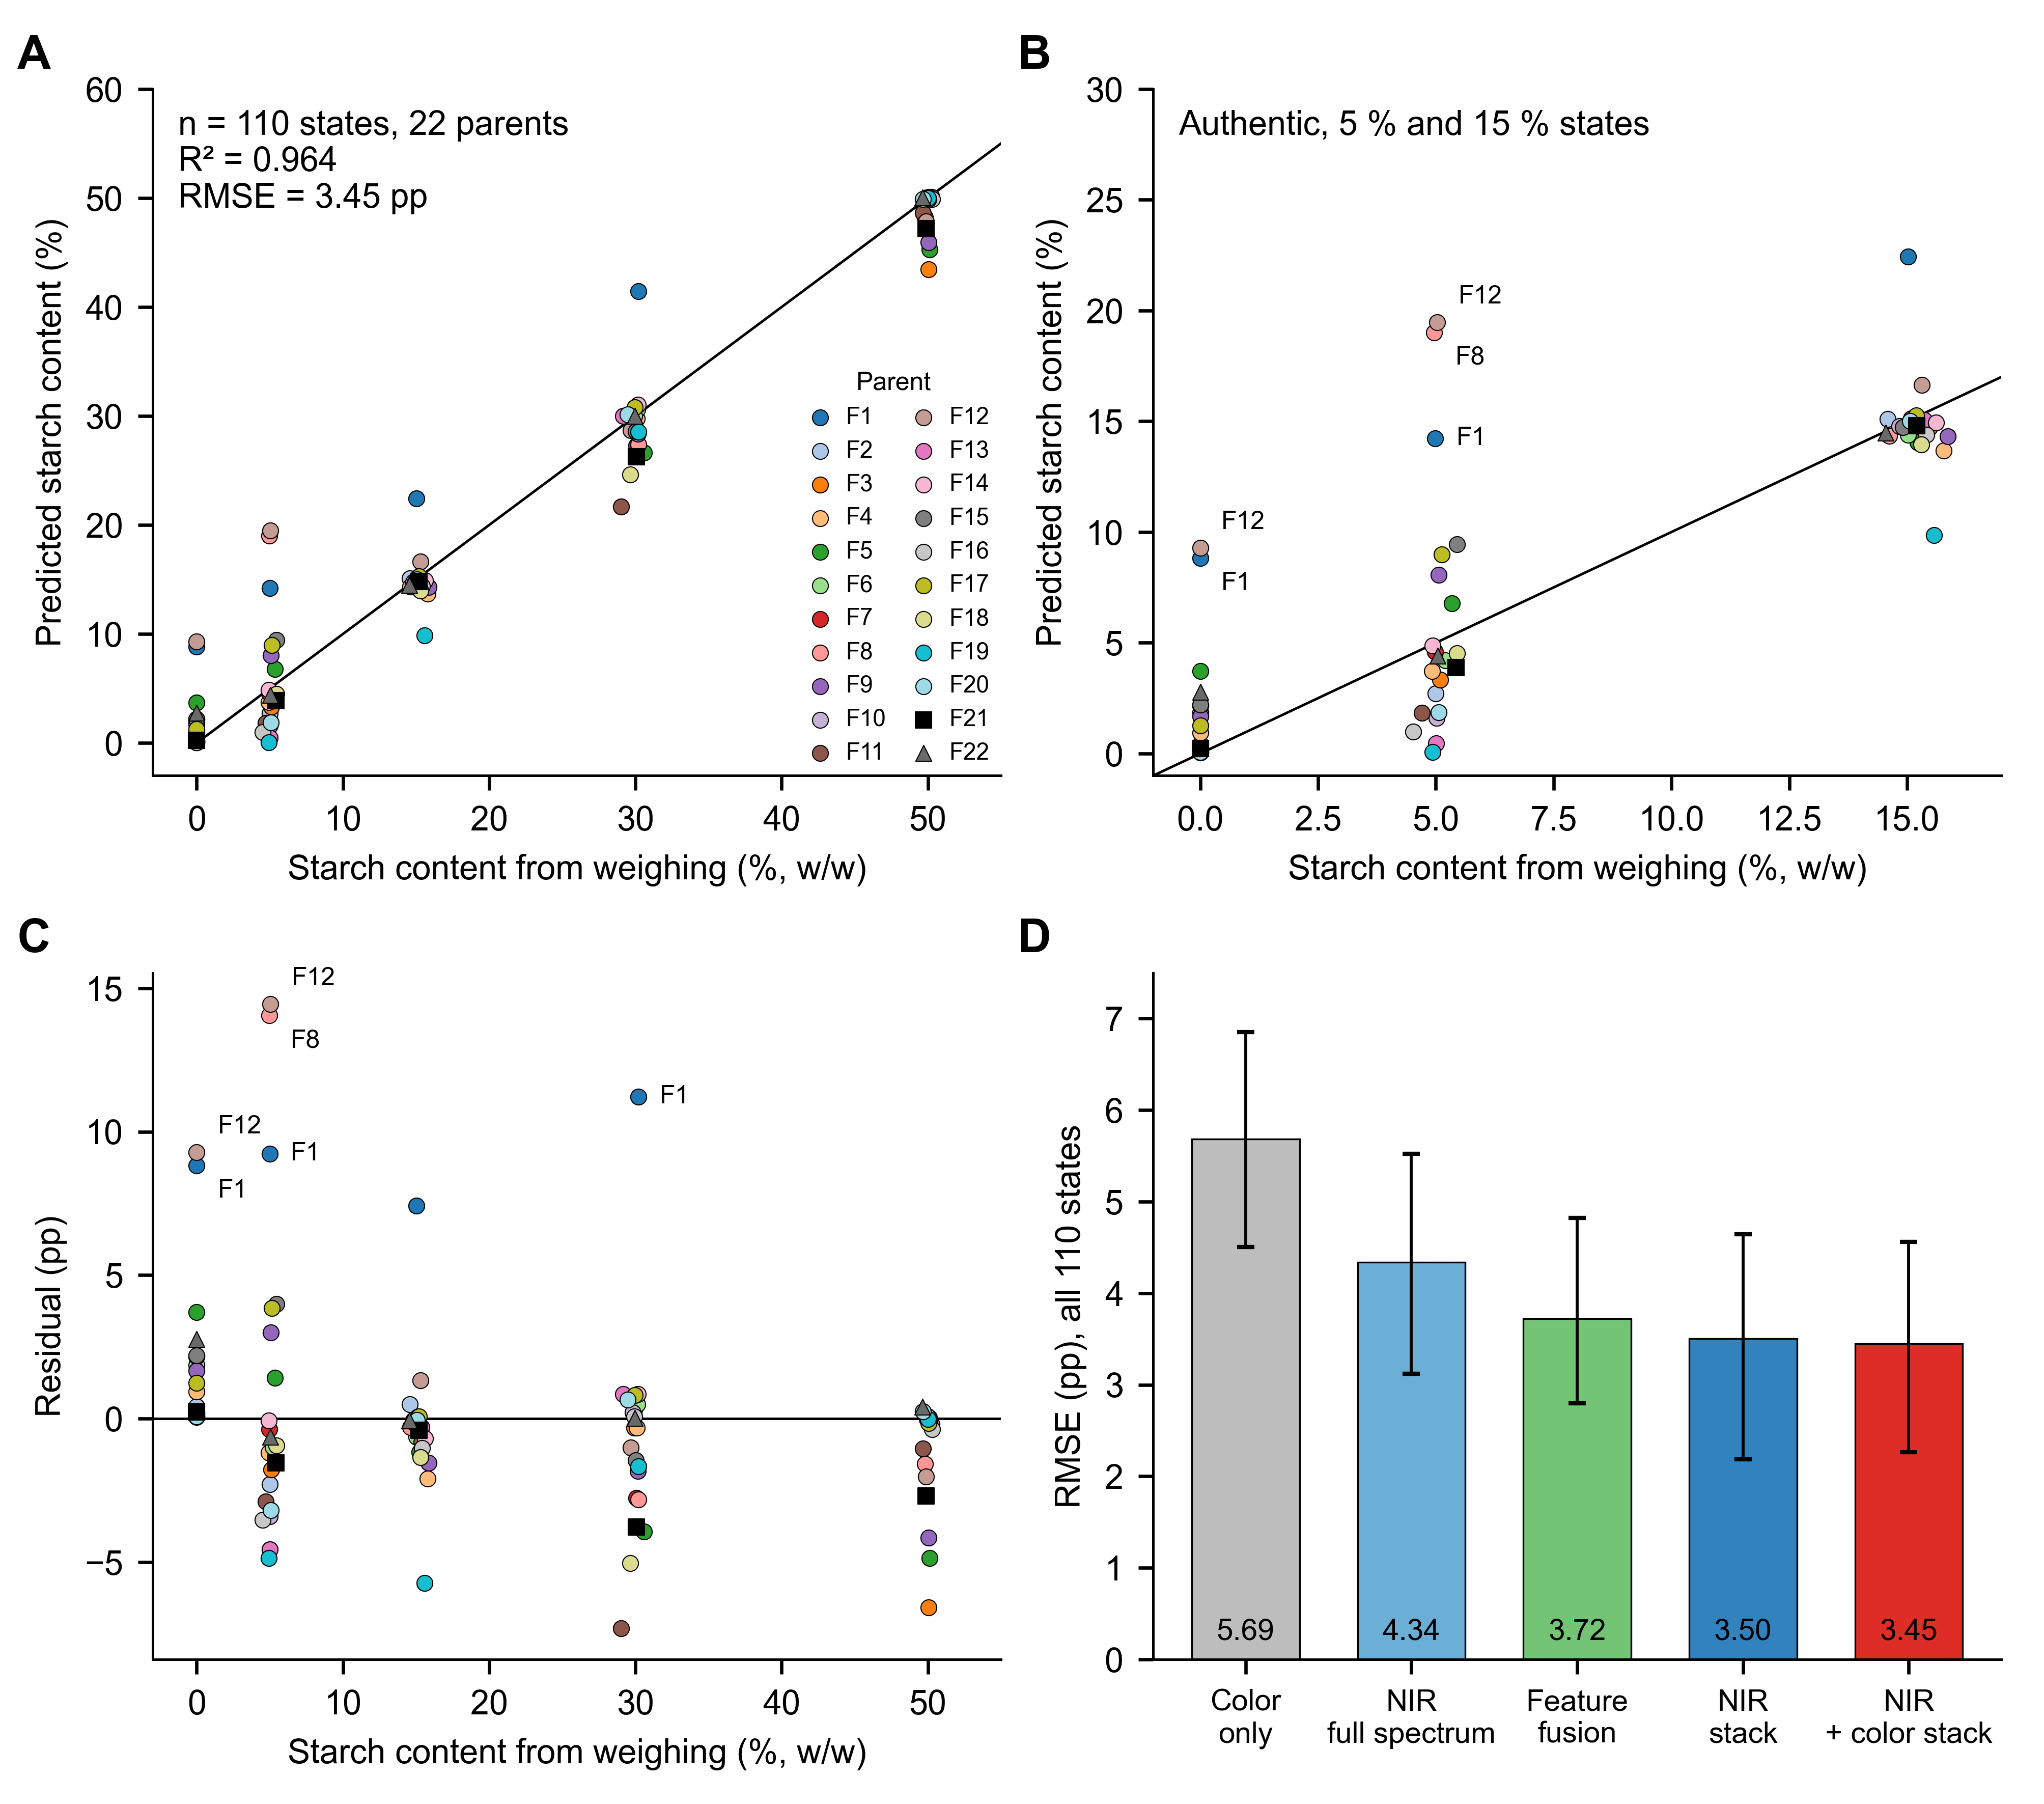 A
60
50
40
30
20
10
0
Predicted starch content (%)
n = 110 states, 22 parents
R² = 0.964
RMSE = 3.45 pp
Parent
F1
F2
F3
F4
F5
F6
F7
F8
F9
F10
F11
F12
F13
F14
F15
F16
F17
F18
F19
F20
F21
F22
0
10
20
30
40
50
Starch content from weighing (%, w/w)
B
30
25
20
15
10
5
0
Predicted starch content (%)
Authentic, 5 % and 15 % states
F12
F8
F1
F12
F1
0.0
2.5
5.0
7.5
10.0
12.5
15.0
Starch content from weighing (%, w/w)
C
15
10
5
0
−5
Residual (pp)
F12
F8
F1
F12
F1
F1
0
10
20
30
40
50
Starch content from weighing (%, w/w)
D
7
6
5
4
3
2
1
0
RMSE (pp), all 110 states
5.69
4.34
3.72
3.50
3.45
Color
only
NIR
full spectrum
Feature
fusion
NIR
stack
NIR
+ color stack